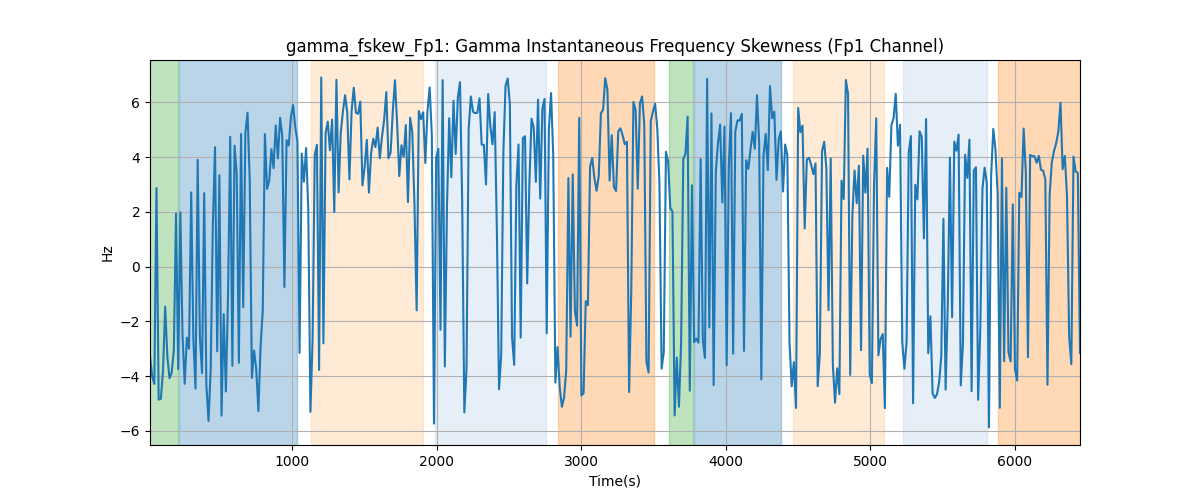 gamma_fskew_Fp1: Gamma Instantaneous Frequency Skewness (Fp1 Channel)
6
4
2
0
−2
−4
−6
Hz
1000 2000 3000 4000 5000 6000
Time(s)